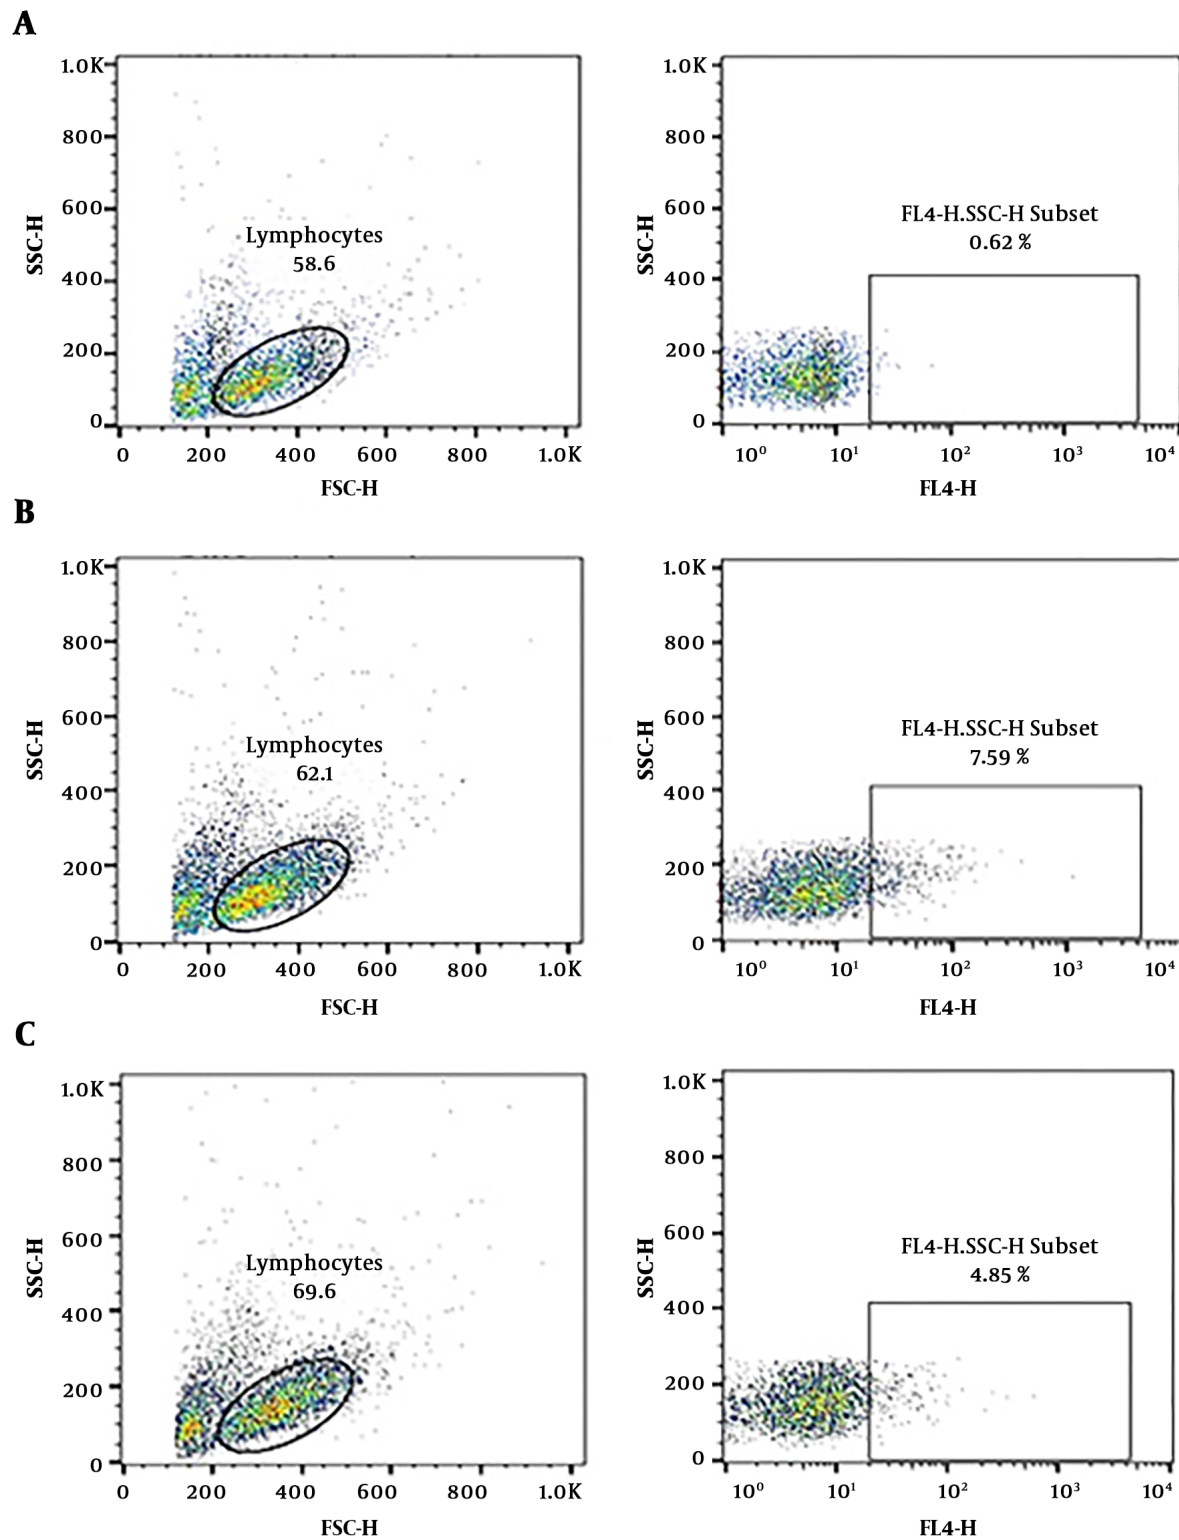 A
1.0K
800
600
400
200
0
SSC-H
Lymphocytes
58.6
0 200 400 600 800 1.0K
FSC-H
1.0K
800
600
400
200
0
SSC-H
FL4-H.SSC-H Subset
0.62 %
10⁰ 10¹ 10² 10³ 10⁴
FL4-H
B
1.0K
800
600
400
200
0
SSC-H
Lymphocytes
62.1
0 200 400 600 800 1.0K
FSC-H
1.0K
800
600
400
200
0
SSC-H
FL4-H.SSC-H Subset
7.59 %
10⁰ 10¹ 10² 10³ 10⁴
FL4-H
C
1.0K
800
600
400
200
0
SSC-H
Lymphocytes
69.6
0 200 400 600 800 1.0K
FSC-H
1.0K
800
600
400
200
0
SSC-H
FL4-H.SSC-H Subset
4.85 %
10⁰ 10¹ 10² 10³ 10⁴
FL4-H